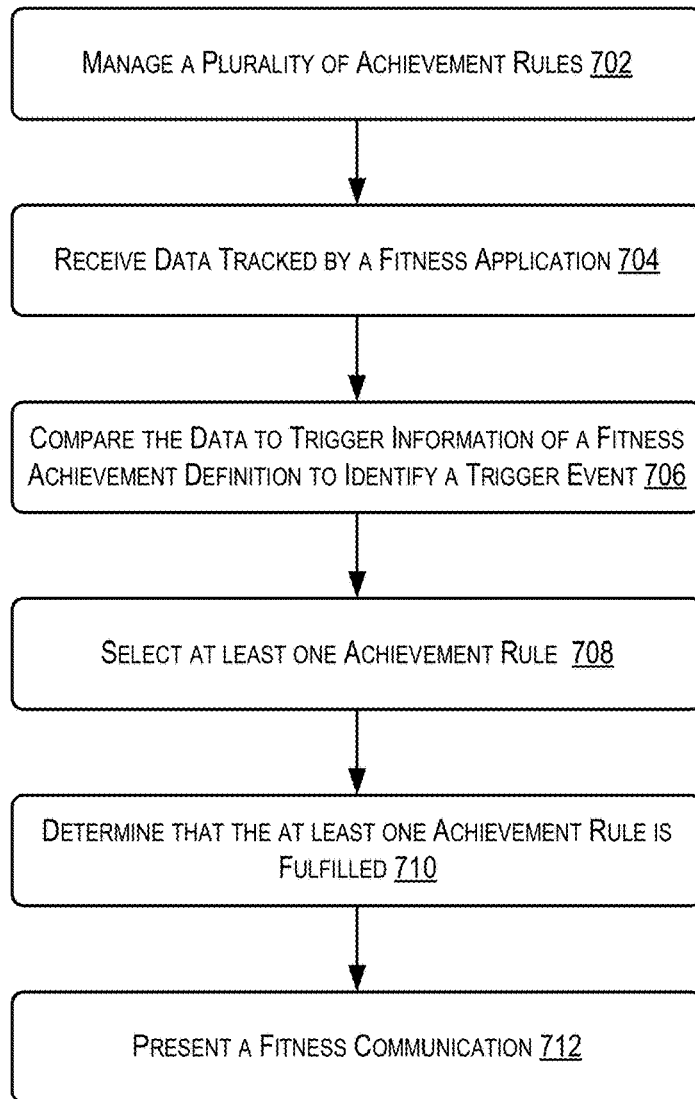 MANAGE A PLURALITY OF ACHIEVEMENT RULES 702
RECEIVE DATA TRACKED BY A FITNESS APPLICATION 704
COMPARE THE DATA TO TRIGGER INFORMATION OF A FITNESS
ACHIEVEMENT DEFINITION TO IDENTIFY A TRIGGER EVENT 706
SELECT AT LEAST ONE ACHIEVEMENT RULE 708
DETERMINE THAT THE AT LEAST ONE ACHIEVEMENT RULE IS
FULFILLED 710
PRESENT A FITNESS COMMUNICATION 712